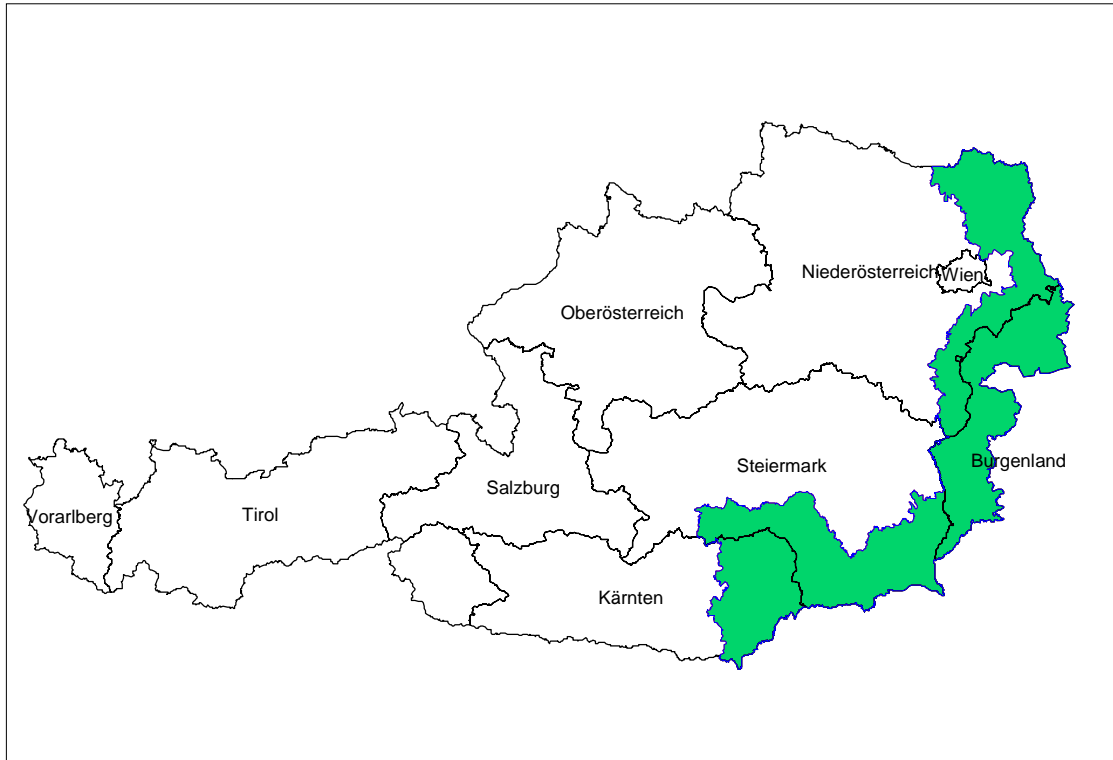 Niederösterreich
Wien
Oberösterreich
Burgenland
Steiermark
Salzburg
Vorarlberg
Tirol
Kärnten